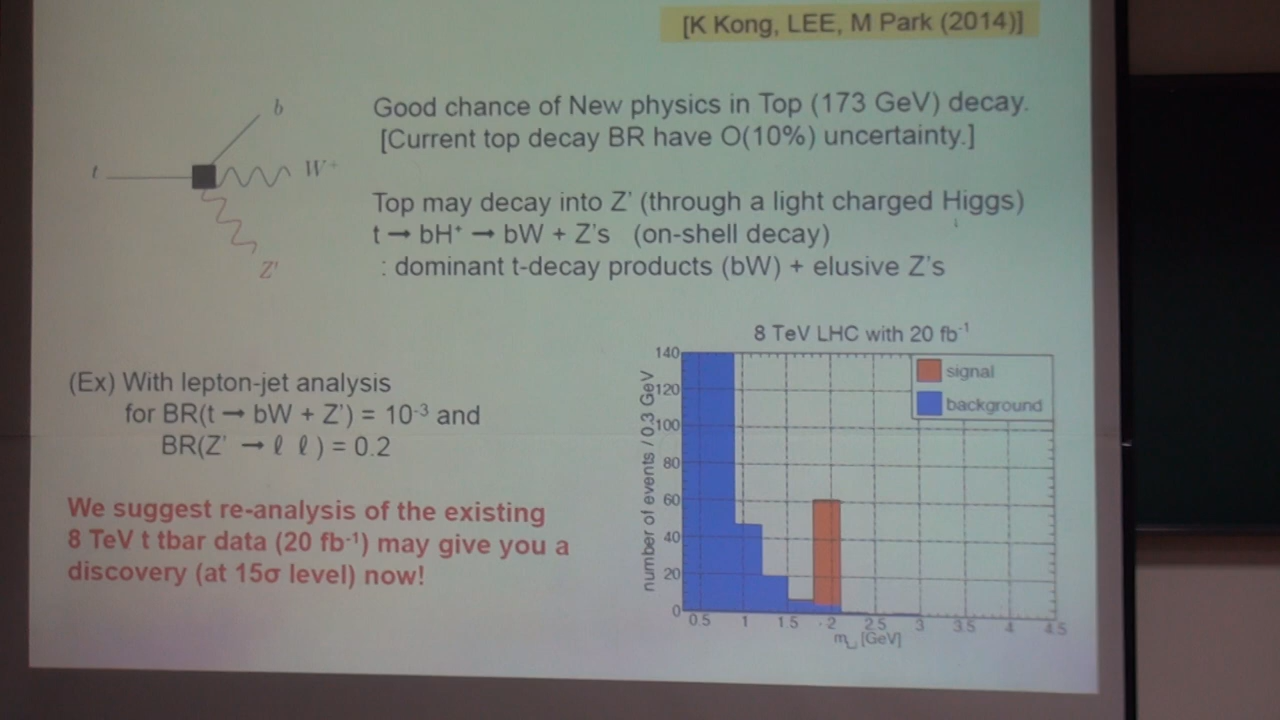 [K Kong, LEE, M Park (2014)]
b
t
W+
Z'
Good chance of New physics in Top (173 GeV) decay.
[Current top decay BR have O(10%) uncertainty.]
Top may decay into Z' (through a light charged Higgs)
t → bH⁺ → bW + Z's (on-shell decay)
: dominant t-decay products (bW) + elusive Z's
(Ex) With lepton-jet analysis
for BR(t → bW + Z') = 10⁻³ and
BR(Z' → ℓ ℓ) = 0.2
We suggest re-analysis of the existing
8 TeV t tbar data (20 fb⁻¹) may give you a
discovery (at 15σ level) now!
8 TeV LHC with 20 fb⁻¹
number of events / 0.3 GeV
140
120
100
80
60
40
20
0
signal
background
0.5 1 1.5 2 2.5 3 3.5 4 4.5
m_LL [GeV]